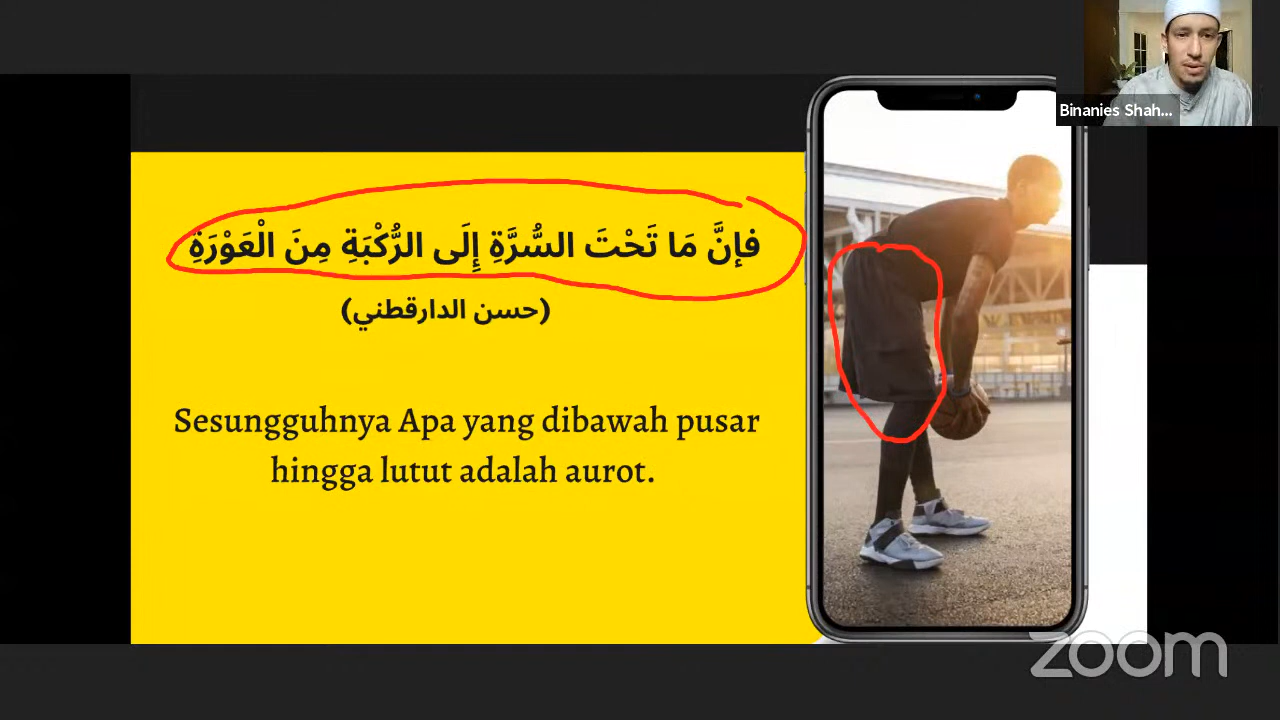 Binanies Shah...
فإنَّ مَا تَحْتَ السُّرَّةِ إِلَى الرُّكْبَةِ مِنَ الْعَوْرَةِ
(حسن الدارقطني)
Sesungguhnya Apa yang dibawah pusar
hingga lutut adalah aurot.
zoom